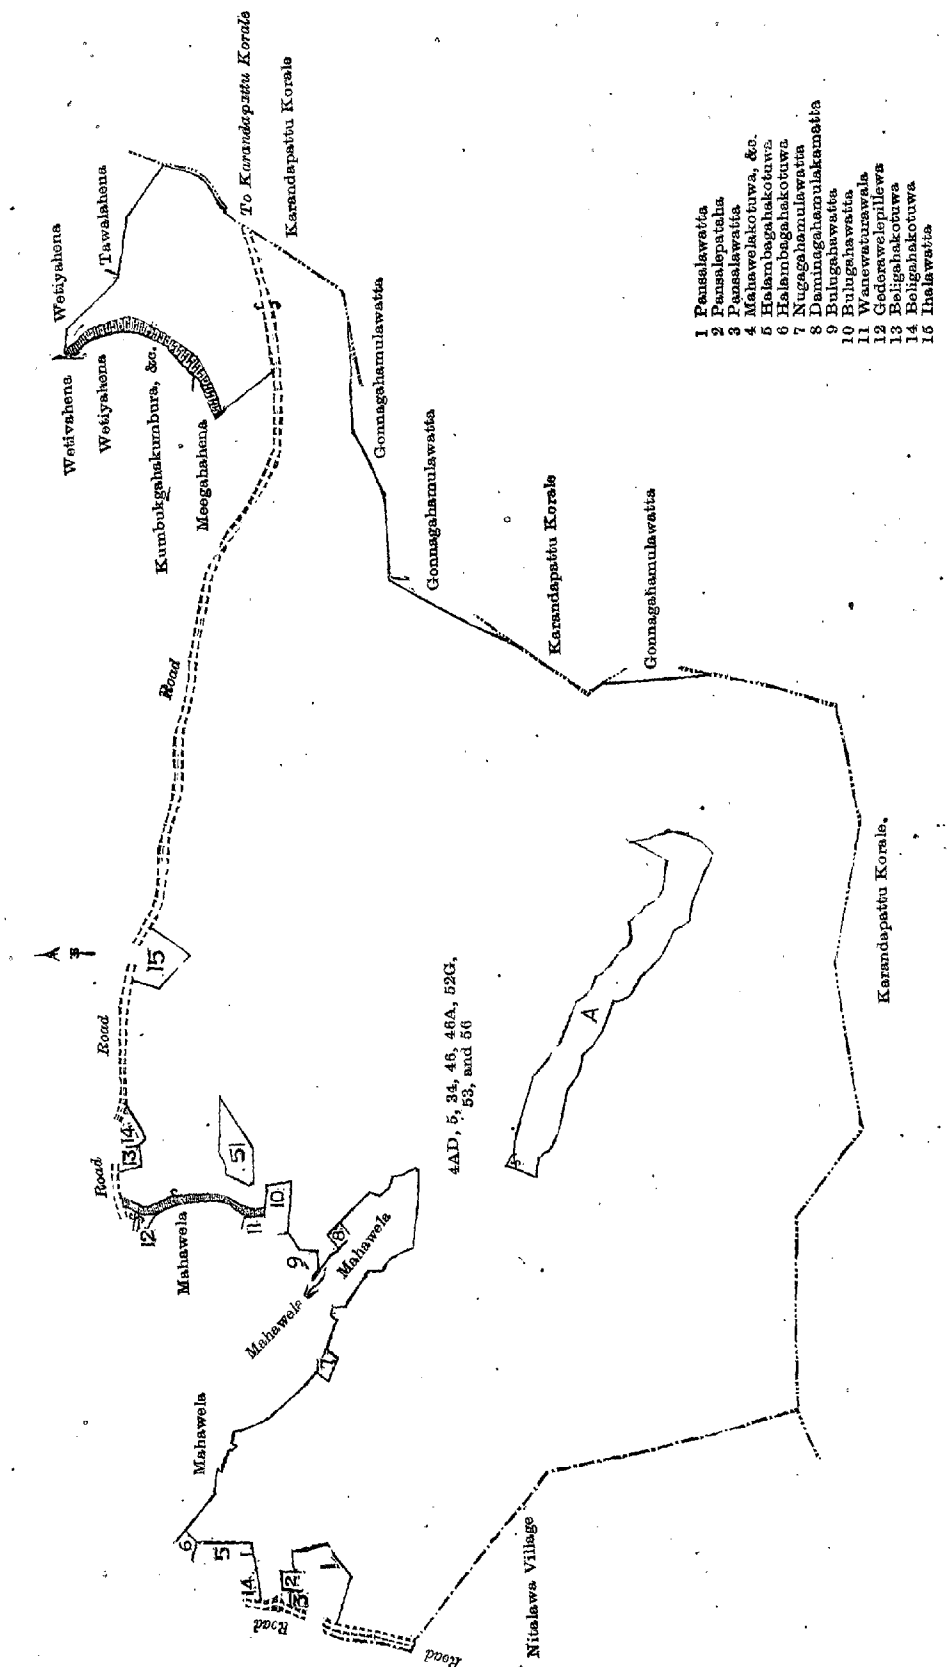 Wetiyahena
Tawalahena
To Karandapattu Korale
Karandapattu Korale
Wetiyahena
Wetiyahena
Kumbukgahakumbura, &c.
Meegahahena
Gonnagahamulawatta
Gonnagahamulawatta
Karandapattu Korale
Gonnagahamulawatta
Road
Road
Road
15
13
14
12
Mahawela
11
10
5
9
8
Mahawela
Mahawela
7
Mahawela
6
5
14
2
3
1
Road
Road
Nitalawa Village
4AD, 5, 34, 46, 46A, 52G,
53, and 56
A
Karandapattu Korale.
1 Pansalawatta
2 Pansalepataha
3 Pansalawatta
4 Mahawelakotuwa, &c.
5 Halambagahakotuwa
6 Halambagahakotuwa
7 Nugagahamulawatta
8 Daminagahamulakamatta
9 Bulugahawatta
10 Bulugahawatta
11 Wanewaturawala
12 Gederawelepillewa
13 Beligahakotuwa
14 Beligahakotuwa
15 Ihalawatta